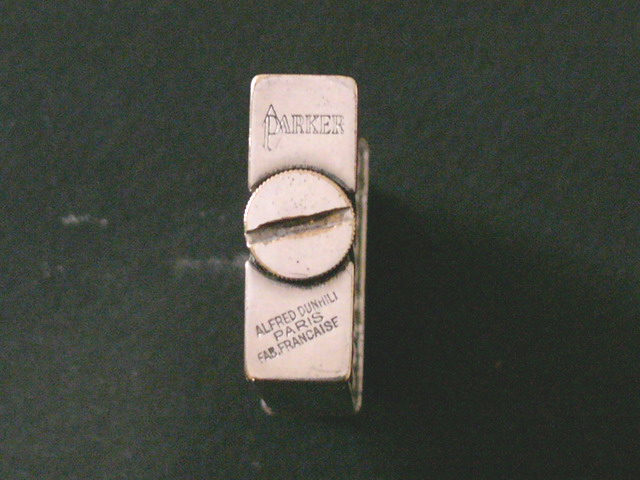 PARKER
ALFRED DUNHILL
PARIS
FAB. FRANCAISE